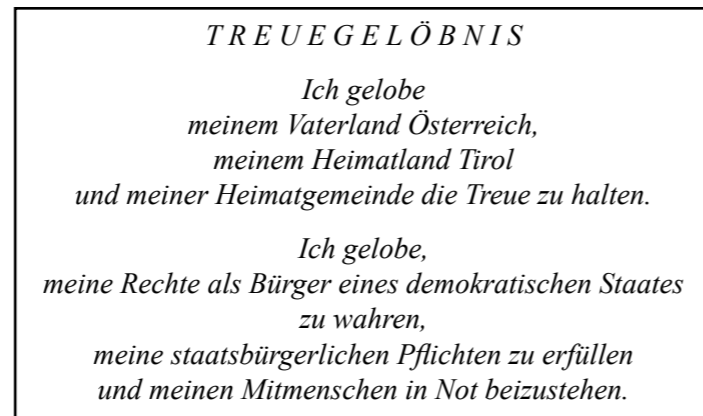 T R E U E G E L Ö B N I S
Ich gelobe
meinem Vaterland Österreich,
meinem Heimatland Tirol
und meiner Heimatgemeinde die Treue zu halten.
Ich gelobe,
meine Rechte als Bürger eines demokratischen Staates
zu wahren,
meine staatsbürgerlichen Pflichten zu erfüllen
und meinen Mitmenschen in Not beizustehen.